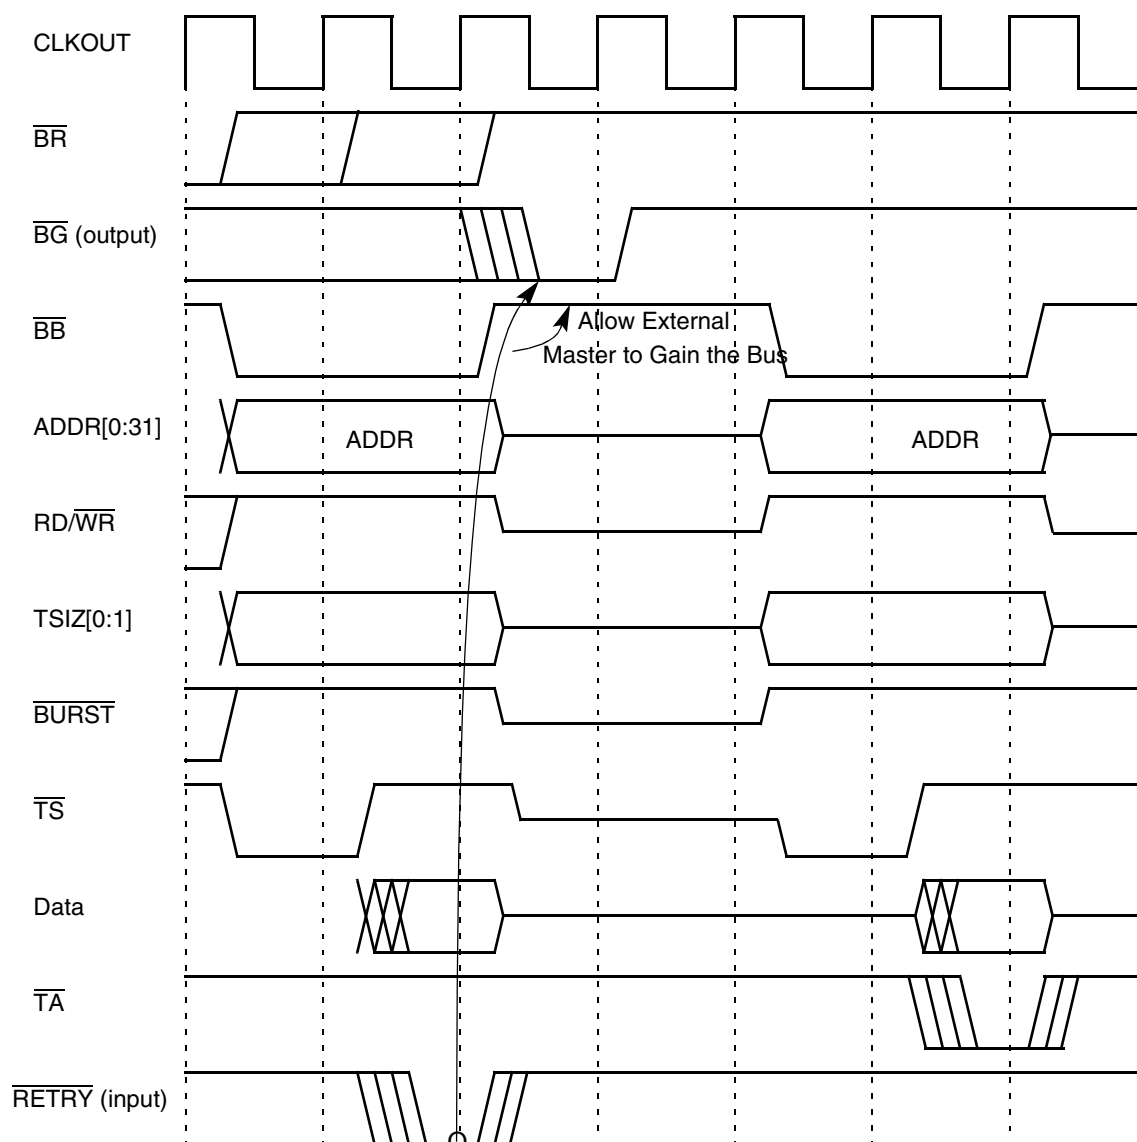 CLKOUT
BR
BG (output)
BB
Allow External
Master to Gain the Bus
ADDR[0:31]
ADDR
ADDR
RD/WR
TSIZ[0:1]
BURST
TS
Data
TA
RETRY (input)